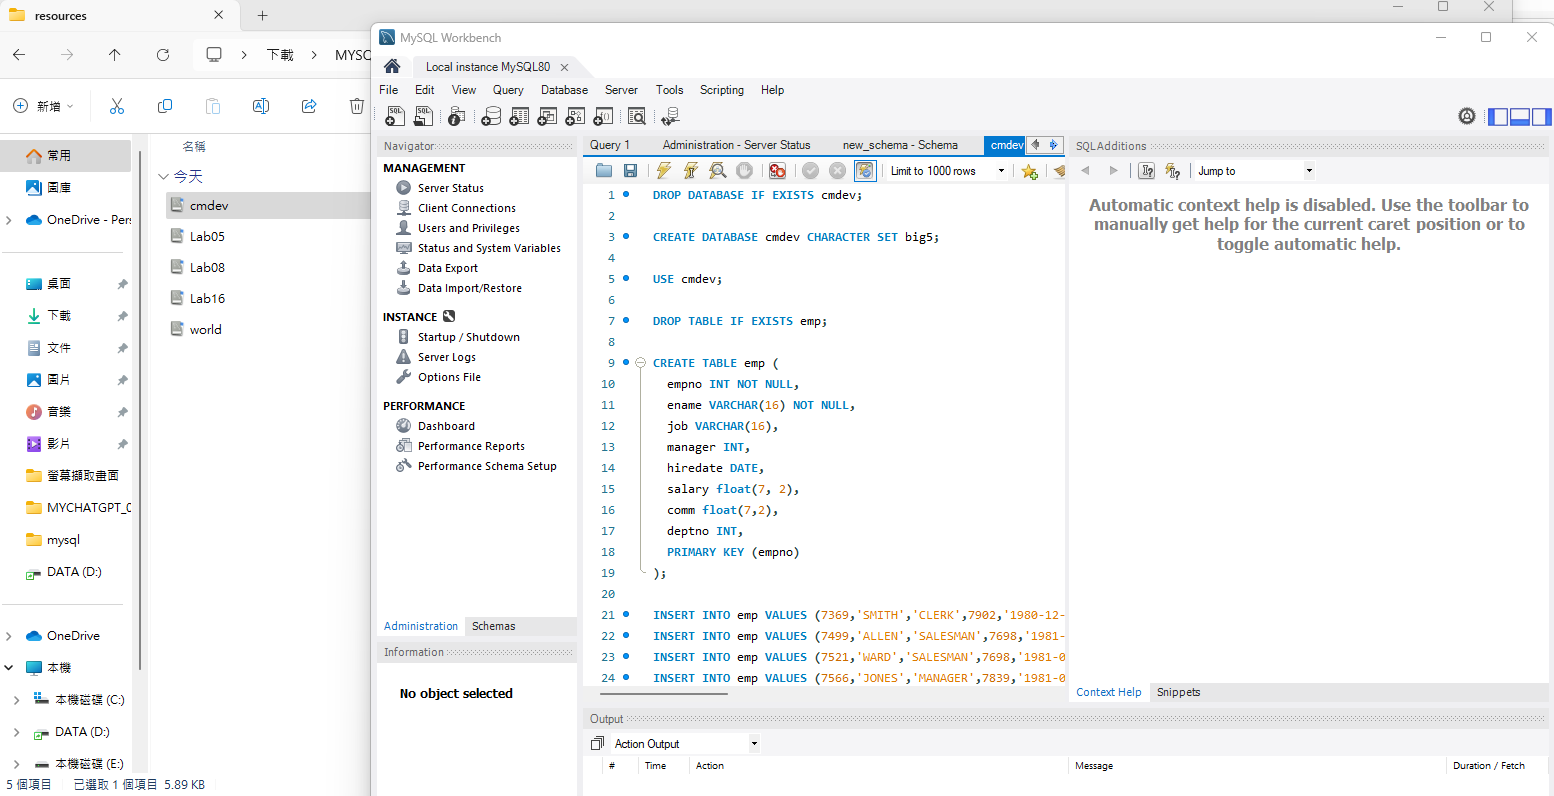 resources
下載
MYSQ
新增
名稱
常用
圖庫
OneDrive - Pers
桌面
下載
文件
圖片
音樂
影片
螢幕擷取畫面
MYCHATGPT_0
mysql
DATA (D:)
OneDrive
本機
本機磁碟 (C:)
DATA (D:)
本機磁碟 (E:)
今天
cmdev
Lab05
Lab08
Lab16
world
5 個項目 已選取 1 個項目 5.89 KB
MySQL Workbench
Local instance MySQL80
File Edit View Query Database Server Tools Scripting Help
Navigator
MANAGEMENT
Server Status
Client Connections
Users and Privileges
Status and System Variables
Data Export
Data Import/Restore
INSTANCE
Startup / Shutdown
Server Logs
Options File
PERFORMANCE
Dashboard
Performance Reports
Performance Schema Setup
Administration Schemas
Information
No object selected
Query 1 Administration - Server Status new_schema - Schema cmdev
Limit to 1000 rows
1 DROP DATABASE IF EXISTS cmdev;
2
3 CREATE DATABASE cmdev CHARACTER SET big5;
4
5 USE cmdev;
6
7 DROP TABLE IF EXISTS emp;
8
9 CREATE TABLE emp (
10 empno INT NOT NULL,
11 ename VARCHAR(16) NOT NULL,
12 job VARCHAR(16),
13 manager INT,
14 hiredate DATE,
15 salary float(7, 2),
16 comm float(7,2),
17 deptno INT,
18 PRIMARY KEY (empno)
19 );
20
21 INSERT INTO emp VALUES (7369,'SMITH','CLERK',7902,'1980-12-
22 INSERT INTO emp VALUES (7499,'ALLEN','SALESMAN',7698,'1981-
23 INSERT INTO emp VALUES (7521,'WARD','SALESMAN',7698,'1981-0
24 INSERT INTO emp VALUES (7566,'JONES','MANAGER',7839,'1981-0
SQLAdditions
Jump to
Automatic context help is disabled. Use the toolbar to
manually get help for the current caret position or to
toggle automatic help.
Context Help Snippets
Output
Action Output
# Time Action Message Duration / Fetch